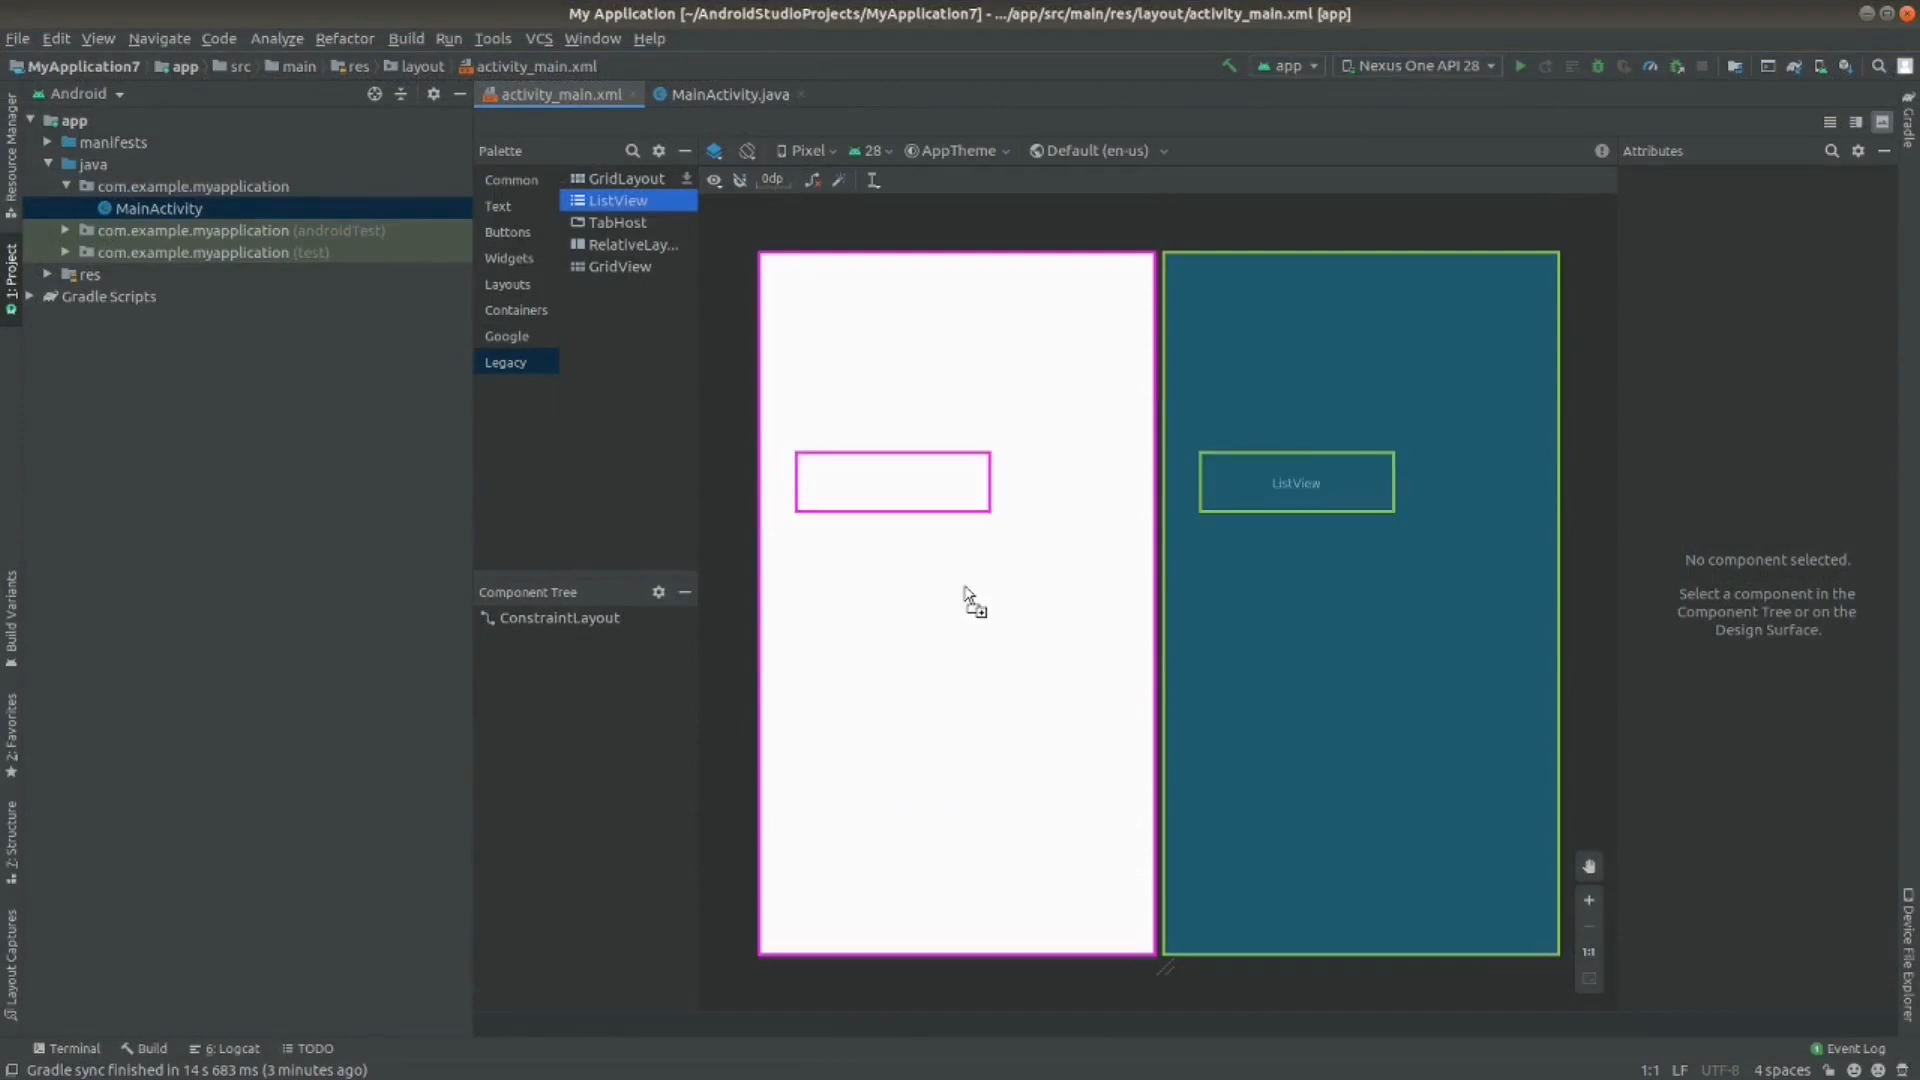 My Application [~/AndroidStudioProjects/MyApplication7] - .../app/src/main/res/layout/activity_main.xml [app]
File Edit View Navigate Code Analyze Refactor Build Run Tools VCS Window Help
MyApplication7 app src main res layout activity_main.xml app Nexus One API 28
Android activity_main.xml MainActivity.java
app
manifests
java
com.example.myapplication
MainActivity
com.example.myapplication (androidTest)
com.example.myapplication (test)
res
Gradle Scripts
Palette
Common
Text
Buttons
Widgets
Layouts
Containers
Google
Legacy
GridLayout
ListView
TabHost
RelativeLay...
GridView
Pixel 28 AppTheme Default (en-us)
0dp
ListView
Component Tree
ConstraintLayout
Attributes
No component selected.
Select a component in the
Component Tree or on the
Design Surface.
1:1
Resource Manager
1: Project
Build Variants
2: Favorites
7: Structure
Layout Captures
Gradle
Device File Explorer
Terminal Build 6: Logcat TODO
1 Event Log
Gradle sync finished in 14 s 683 ms (3 minutes ago)
1:1 LF UTF-8 4 spaces